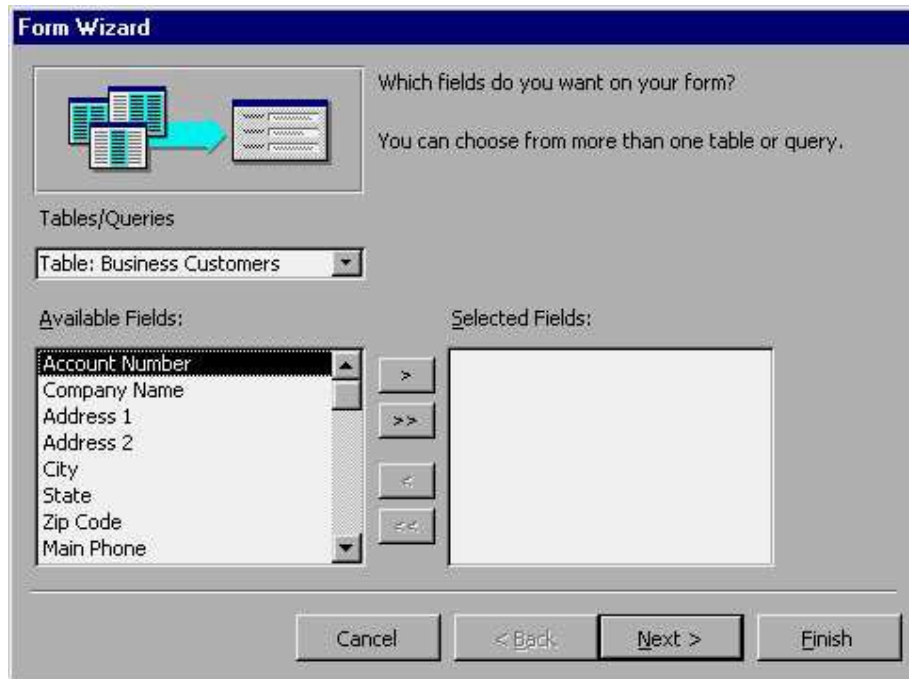 Form Wizard
Which fields do you want on your form?
You can choose from more than one table or query.
Tables/Queries
Table: Business Customers
Available Fields:
Selected Fields:
Account Number
Company Name
Address 1
Address 2
City
State
Zip Code
Main Phone
>
>>
<
<<
Cancel
< Back
Next >
Finish